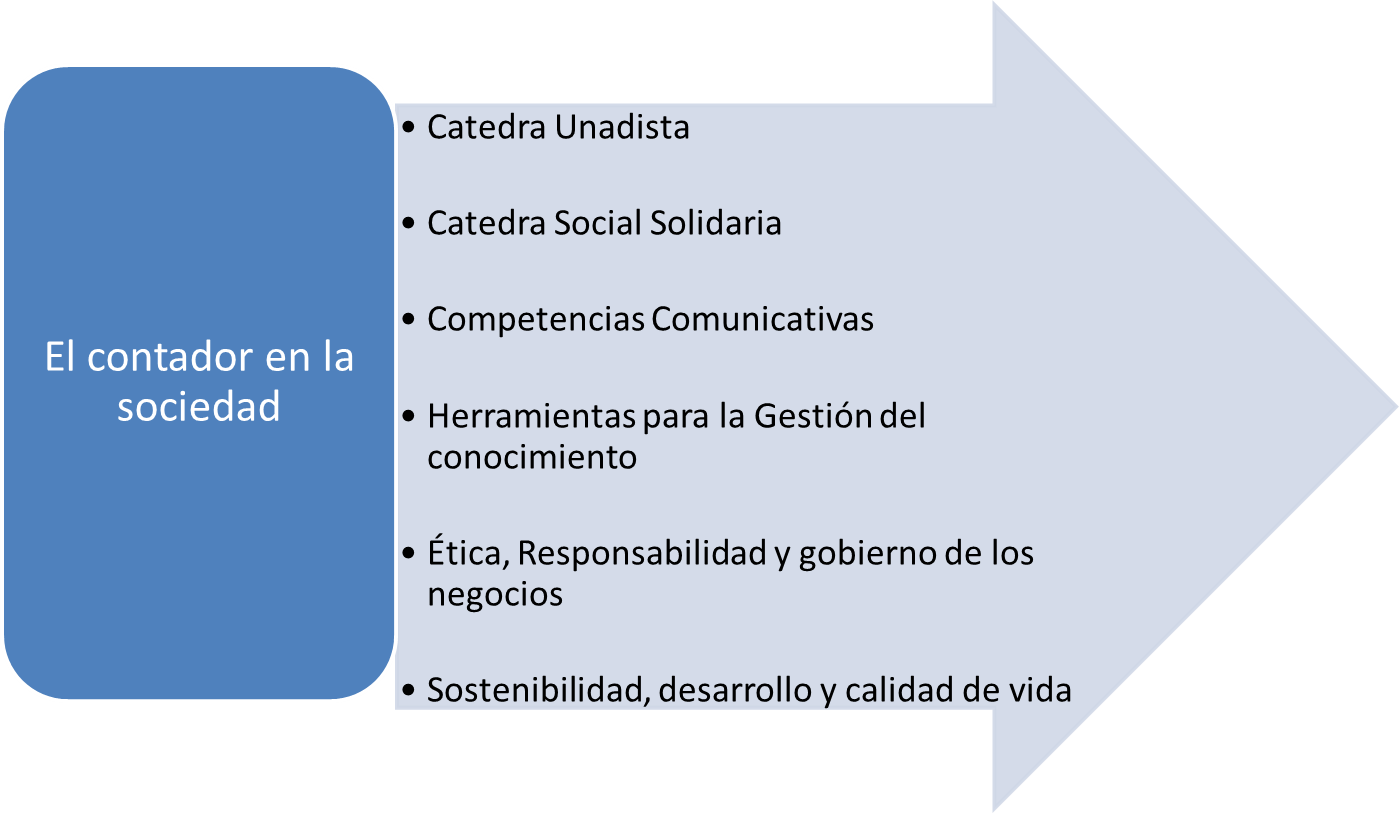 El contador en la
sociedad
• Catedra Unadista
• Catedra Social Solidaria
• Competencias Comunicativas
• Herramientas para la Gestión del
conocimiento
• Ética, Responsabilidad y gobierno de los
negocios
• Sostenibilidad, desarrollo y calidad de vida